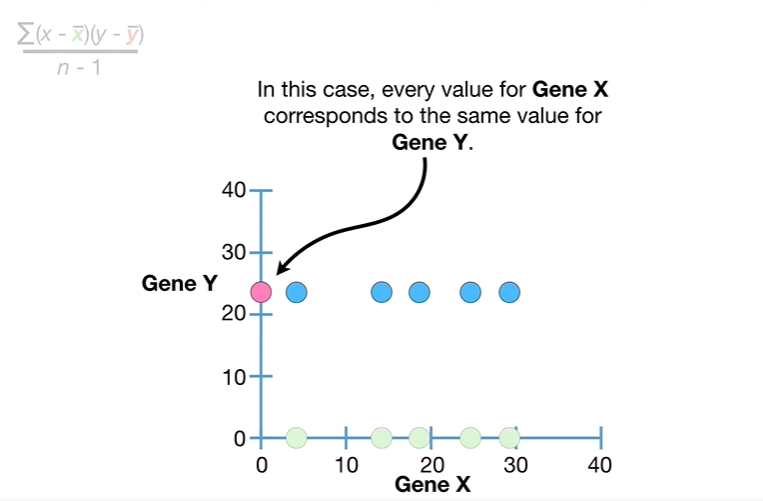 ∑(x - x̅)(y - y̅)
n - 1
In this case, every value for Gene X
corresponds to the same value for
Gene Y.
40
30
Gene Y
20
10
0
0 10 20 30 40
Gene X